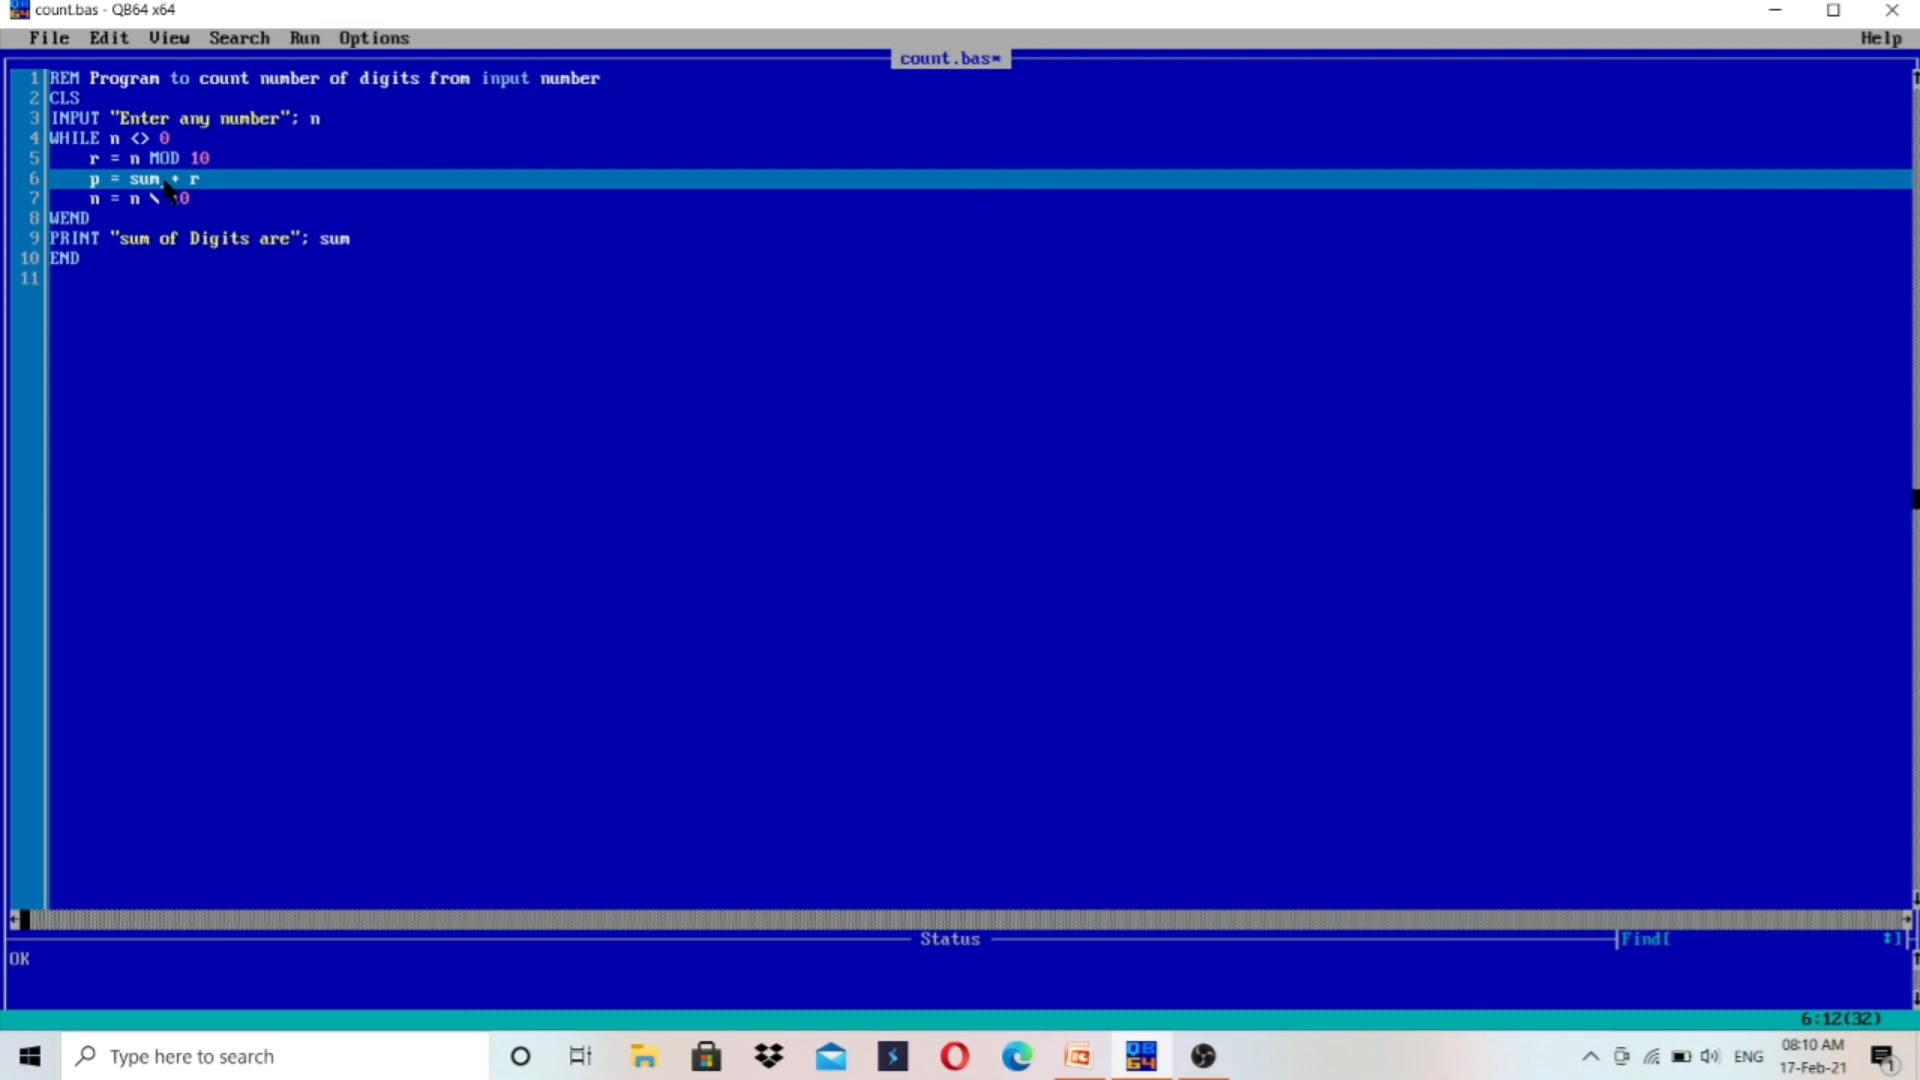 count.bas - QB64 x64
File Edit View Search Run Options Help
count.bas*
1 REM Program to count number of digits from input number
2 CLS
3 INPUT "Enter any number"; n
4 WHILE n <> 0
5 r = n MOD 10
6 p = sum + r
7 n = n \ 0
8 WEND
9 PRINT "sum of Digits are"; sum
10 END
11
Status
Find[ ]
OK
6:12(32)
Type here to search
ENG
08:10 AM
17-Feb-21
1